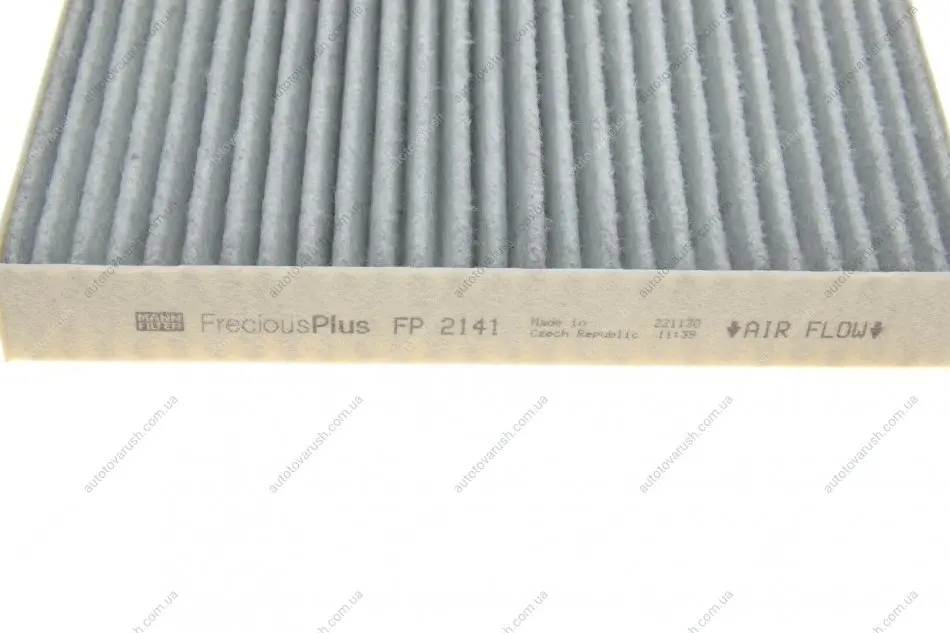 MANN FILTER FreciousPlus FP 2141 Made in Czech Republic 221130 11:39 AIR FLOW
autotovarush.com.ua